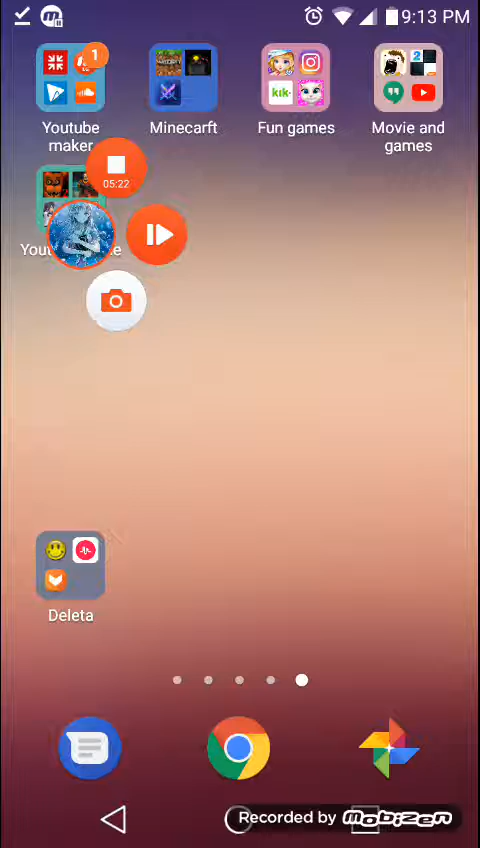 9:13 PM
1
Youtube maker
Minecarft
Fun games
kik·
2
Movie and games
05:22
You
e
Deleta
Recorded by Mobizen